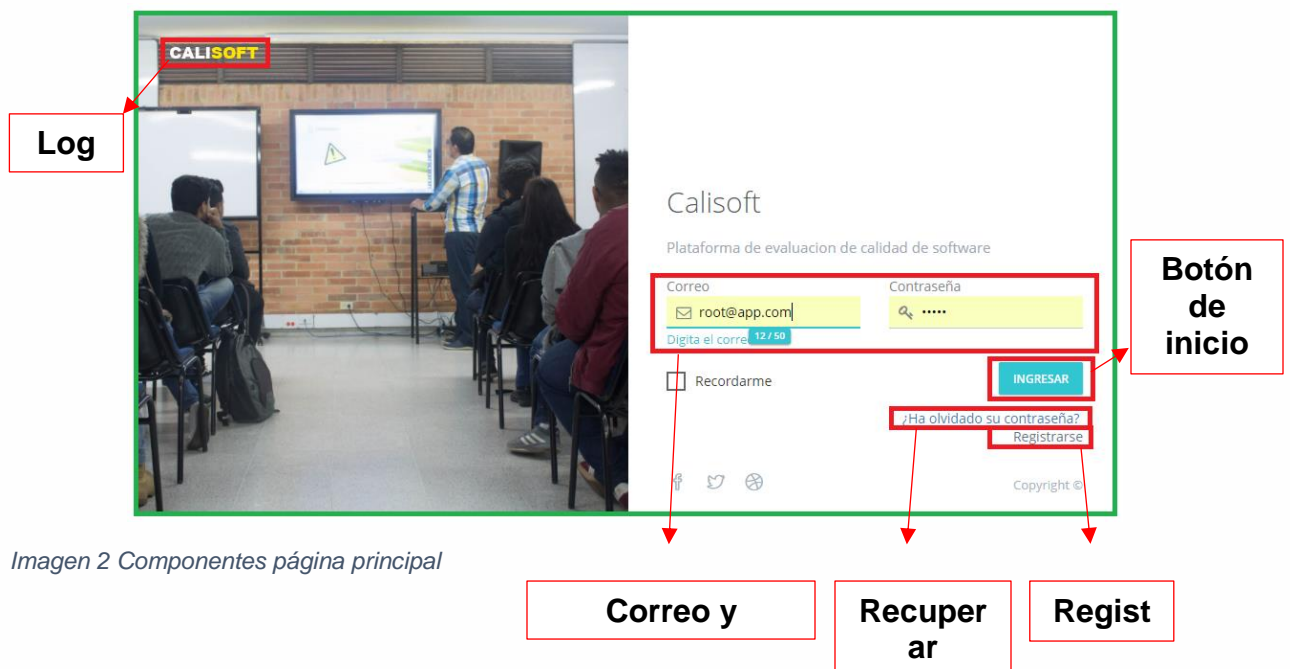 CALISOFT
Log
Calisoft
Plataforma de evaluacion de calidad de software
Correo
Contraseña
root@app.com
•••••
Digita el corre
12 / 50
Recordarme
INGRESAR
¿Ha olvidado su contraseña?
Registrarse
Copyright ©
Botón
de
inicio
Imagen 2 Componentes página principal
Correo y
Recuper
ar
Regist